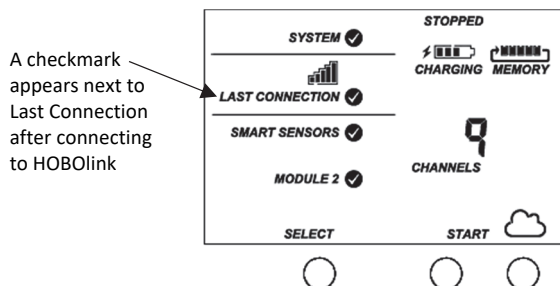 A checkmark
appears next to
Last Connection
after connecting
to HOBOlink
STOPPED
SYSTEM
CHARGING MEMORY
LAST CONNECTION
SMART SENSORS
9
MODULE 2
CHANNELS
SELECT START